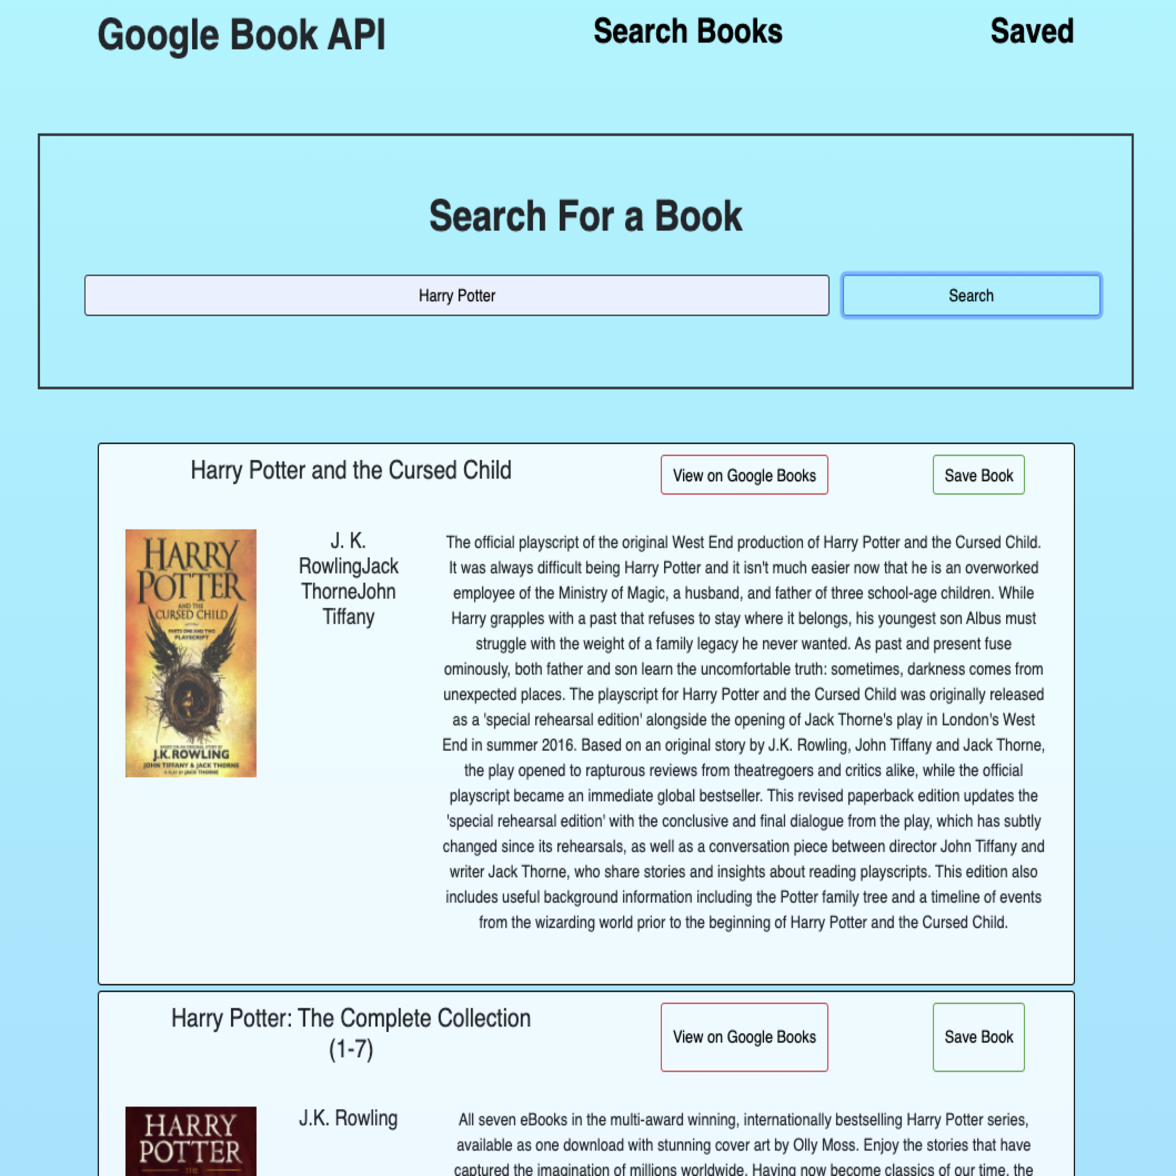 Google Book API
Search Books
Saved
Search For a Book
Harry Potter
Search
Harry Potter and the Cursed Child
View on Google Books
Save Book
HARRY
POTTER
AND THE
CURSED CHILD
PARTS ONE AND TWO
PLAYSCRIPT
BASED ON AN ORIGINAL STORY BY
J.K. ROWLING
JOHN TIFFANY & JACK THORNE
A PLAY BY JACK THORNE
J. K.
RowlingJack
ThorneJohn
Tiffany
The official playscript of the original West End production of Harry Potter and the Cursed Child.
It was always difficult being Harry Potter and it isn't much easier now that he is an overworked
employee of the Ministry of Magic, a husband, and father of three school-age children. While
Harry grapples with a past that refuses to stay where it belongs, his youngest son Albus must
struggle with the weight of a family legacy he never wanted. As past and present fuse
ominously, both father and son learn the uncomfortable truth: sometimes, darkness comes from
unexpected places. The playscript for Harry Potter and the Cursed Child was originally released
as a 'special rehearsal edition' alongside the opening of Jack Thorne's play in London's West
End in summer 2016. Based on an original story by J.K. Rowling, John Tiffany and Jack Thorne,
the play opened to rapturous reviews from theatregoers and critics alike, while the official
playscript became an immediate global bestseller. This revised paperback edition updates the
'special rehearsal edition' with the conclusive and final dialogue from the play, which has subtly
changed since its rehearsals, as well as a conversation piece between director John Tiffany and
writer Jack Thorne, who share stories and insights about reading playscripts. This edition also
includes useful background information including the Potter family tree and a timeline of events
from the wizarding world prior to the beginning of Harry Potter and the Cursed Child.
Harry Potter: The Complete Collection
(1-7)
View on Google Books
Save Book
HARRY
POTTER
THE
J.K. Rowling
All seven eBooks in the multi-award winning, internationally bestselling Harry Potter series,
available as one download with stunning cover art by Olly Moss. Enjoy the stories that have
captured the imagination of millions worldwide. Having now become classics of our time, the